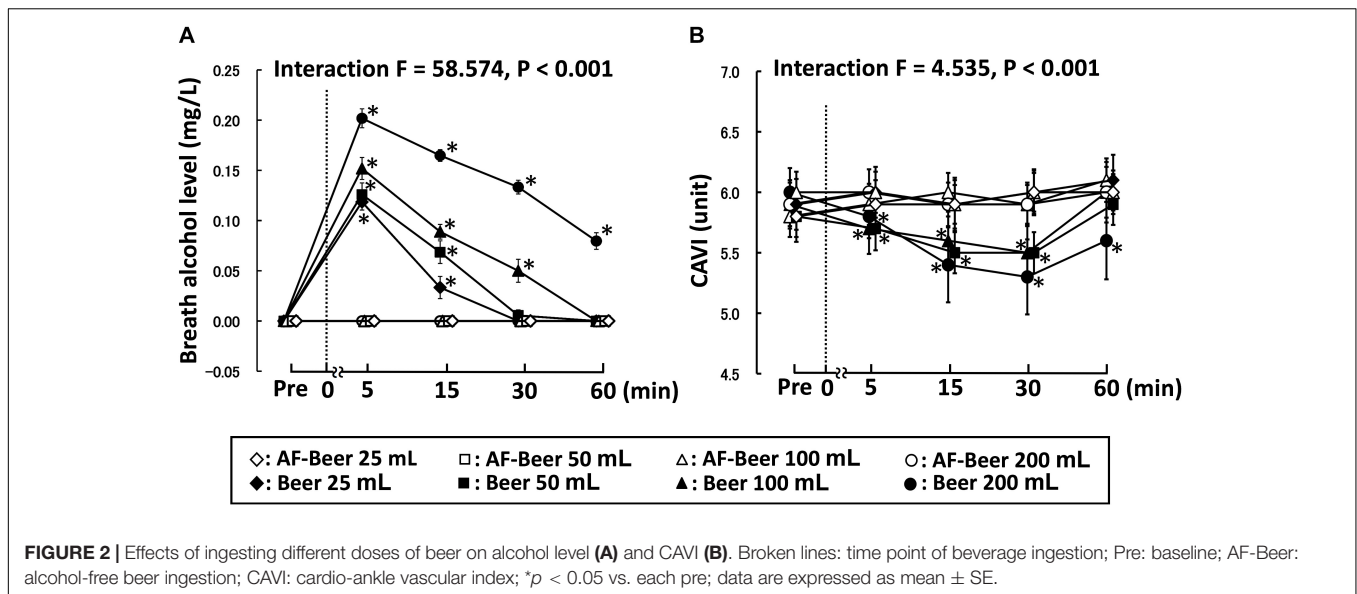 A
Interaction F = 58.574, P < 0.001
Breath alcohol level (mg/L)
0.25
0.20
0.15
0.10
0.05
0.00
−0.05
* * * *
* * *
* *
* *
Pre 0 5 15 30 60 (min)
B
Interaction F = 4.535, P < 0.001
CAVI (unit)
7.0
6.5
6.0
5.5
5.0
4.5
* * * * * * * * * *
Pre 0 5 15 30 60 (min)
◇: AF-Beer 25 mL □: AF-Beer 50 mL △: AF-Beer 100 mL ○: AF-Beer 200 mL
◆: Beer 25 mL ■: Beer 50 mL ▲: Beer 100 mL ●: Beer 200 mL
FIGURE 2 | Effects of ingesting different doses of beer on alcohol level (A) and CAVI (B). Broken lines: time point of beverage ingestion; Pre: baseline; AF-Beer:
alcohol-free beer ingestion; CAVI: cardio-ankle vascular index; *p < 0.05 vs. each pre; data are expressed as mean ± SE.